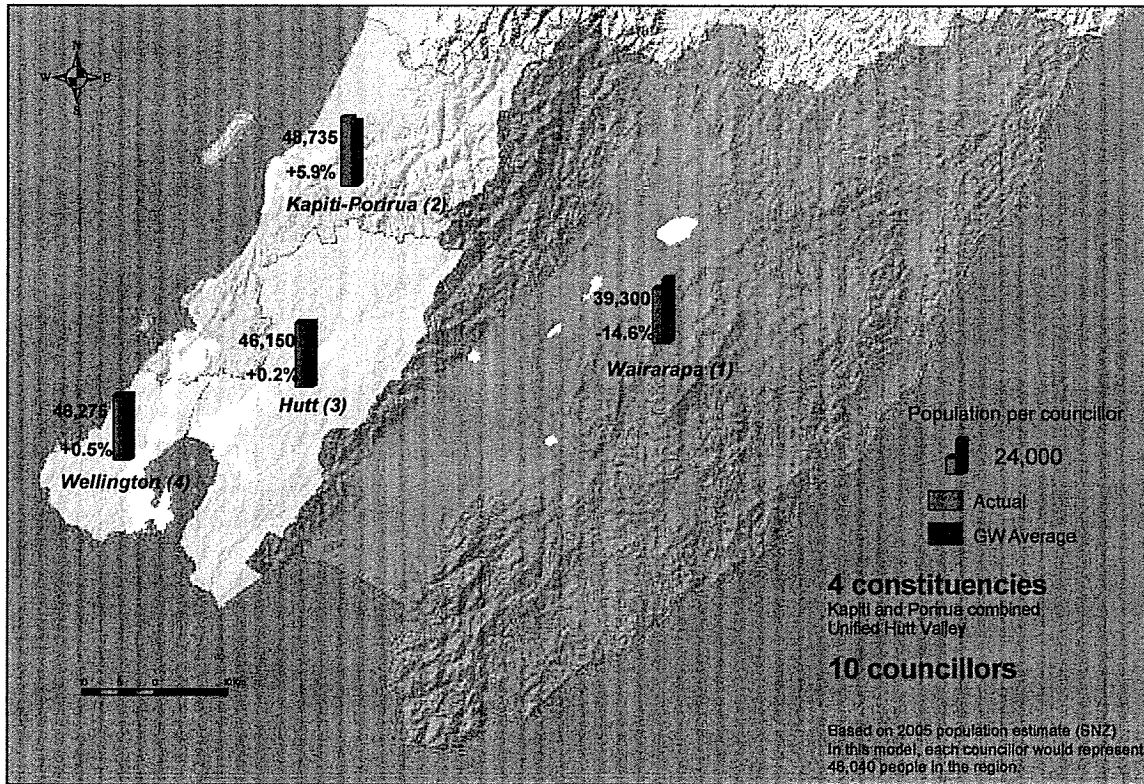 N
W E
S
48,735
+5.9%
Kapiti-Porirua (2)
39,300
-14.6%
Wairarapa (1)
46,150
+0.2%
Hutt (3)
46,275
+0.5%
Wellington (4)
Population per councillor
24,000
Actual
GW Average
4 constituencies
Kapiti and Porirua combined
Unified Hutt Valley
10 councillors
Based on 2005 population estimate (SNZ)
In this model, each councillor would represent
46,040 people in the region.